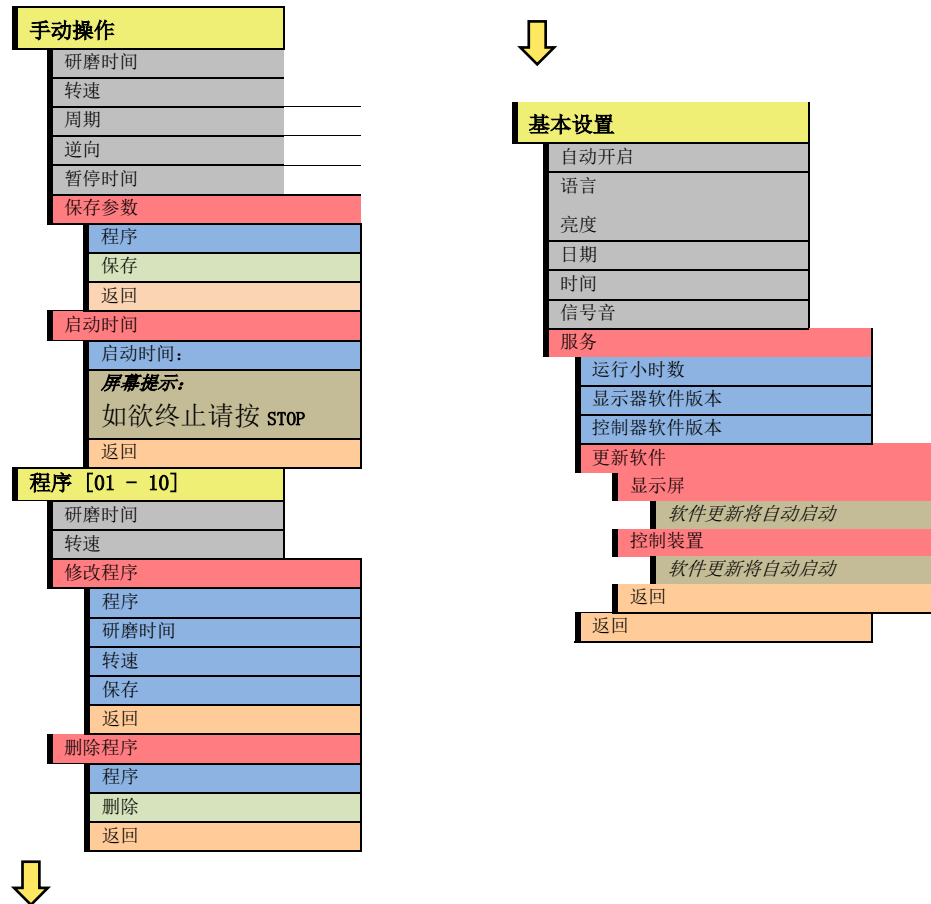 手动操作
研磨时间
转速
周期
逆向
暂停时间
保存参数
程序
保存
返回
启动时间
启动时间：
屏幕提示：
如欲终止请按 STOP
返回
程序 [01 - 10]
研磨时间
转速
修改程序
程序
研磨时间
转速
保存
返回
删除程序
程序
删除
返回
基本设置
自动开启
语言
亮度
日期
时间
信号音
服务
运行小时数
显示器软件版本
控制器软件版本
更新软件
显示屏
软件更新将自动启动
控制装置
软件更新将自动启动
返回
返回